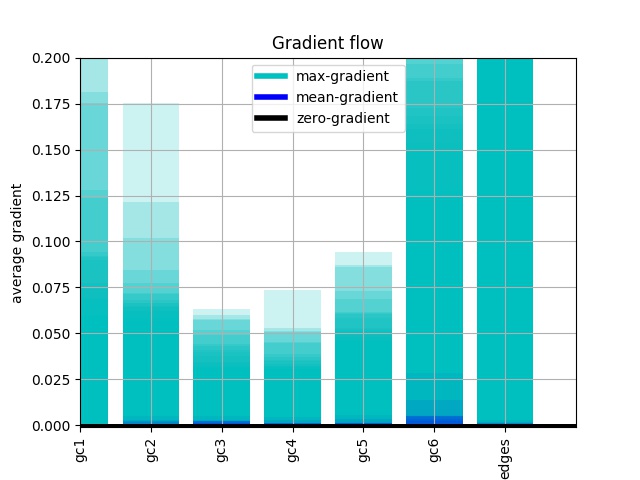 Gradient flow
max-gradient
mean-gradient
zero-gradient
average gradient
0.200
0.175
0.150
0.125
0.100
0.075
0.050
0.025
0.000
gc1
gc2
gc3
gc4
gc5
gc6
edges